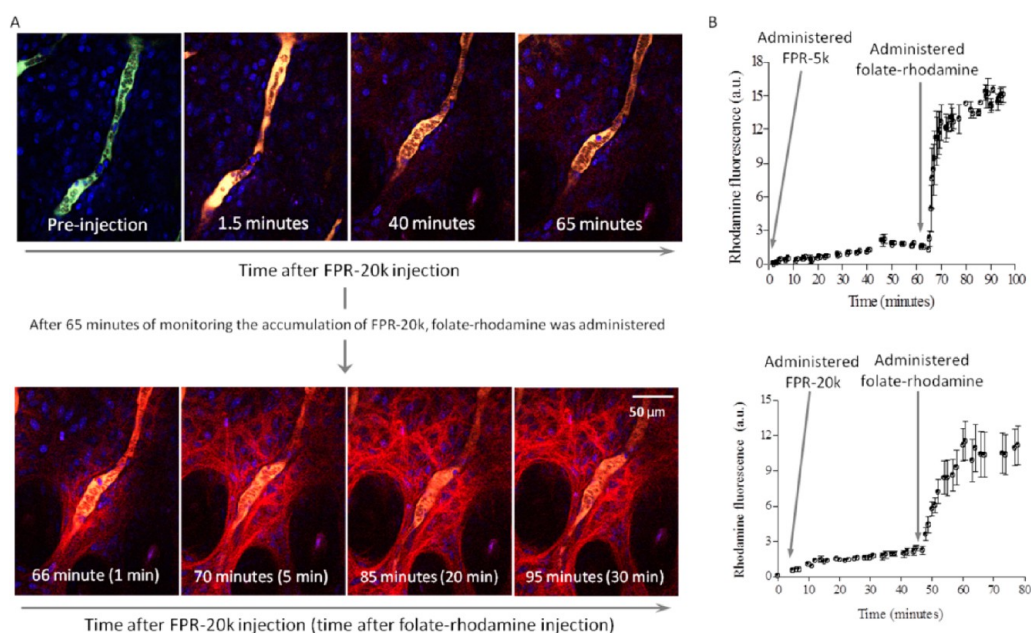 A
Pre-injection
1.5 minutes
40 minutes
65 minutes
Time after FPR-20k injection
After 65 minutes of monitoring the accumulation of FPR-20k, folate-rhodamine was administered
50 µm
66 minute (1 min)
70 minutes (5 min)
85 minutes (20 min)
95 minutes (30 min)
Time after FPR-20k injection (time after folate-rhodamine injection)
B
Administered
FPR-5k
Administered
folate-rhodamine
Rhodamine fluorescence (a.u.)
18
15
12
9
6
3
0
0 10 20 30 40 50 60 70 80 90 100
Time (minutes)
Administered
FPR-20k
Administered
folate-rhodamine
Rhodamine fluorescence (a.u.)
15
12
9
6
3
0
0 10 20 30 40 50 60 70 80
Time (minutes)